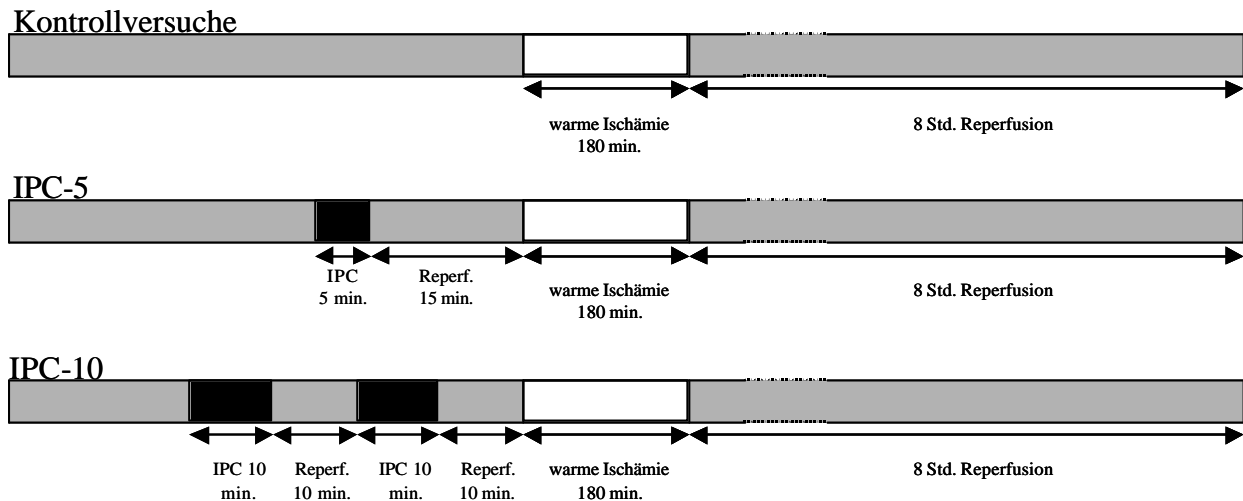 Kontrollversuche
warme Ischämie
180 min.
8 Std. Reperfusion
IPC-5
IPC
5 min.
Reperf.
15 min.
warme Ischämie
180 min.
8 Std. Reperfusion
IPC-10
IPC 10
min.
Reperf.
10 min.
IPC 10
min.
Reperf.
10 min.
warme Ischämie
180 min.
8 Std. Reperfusion